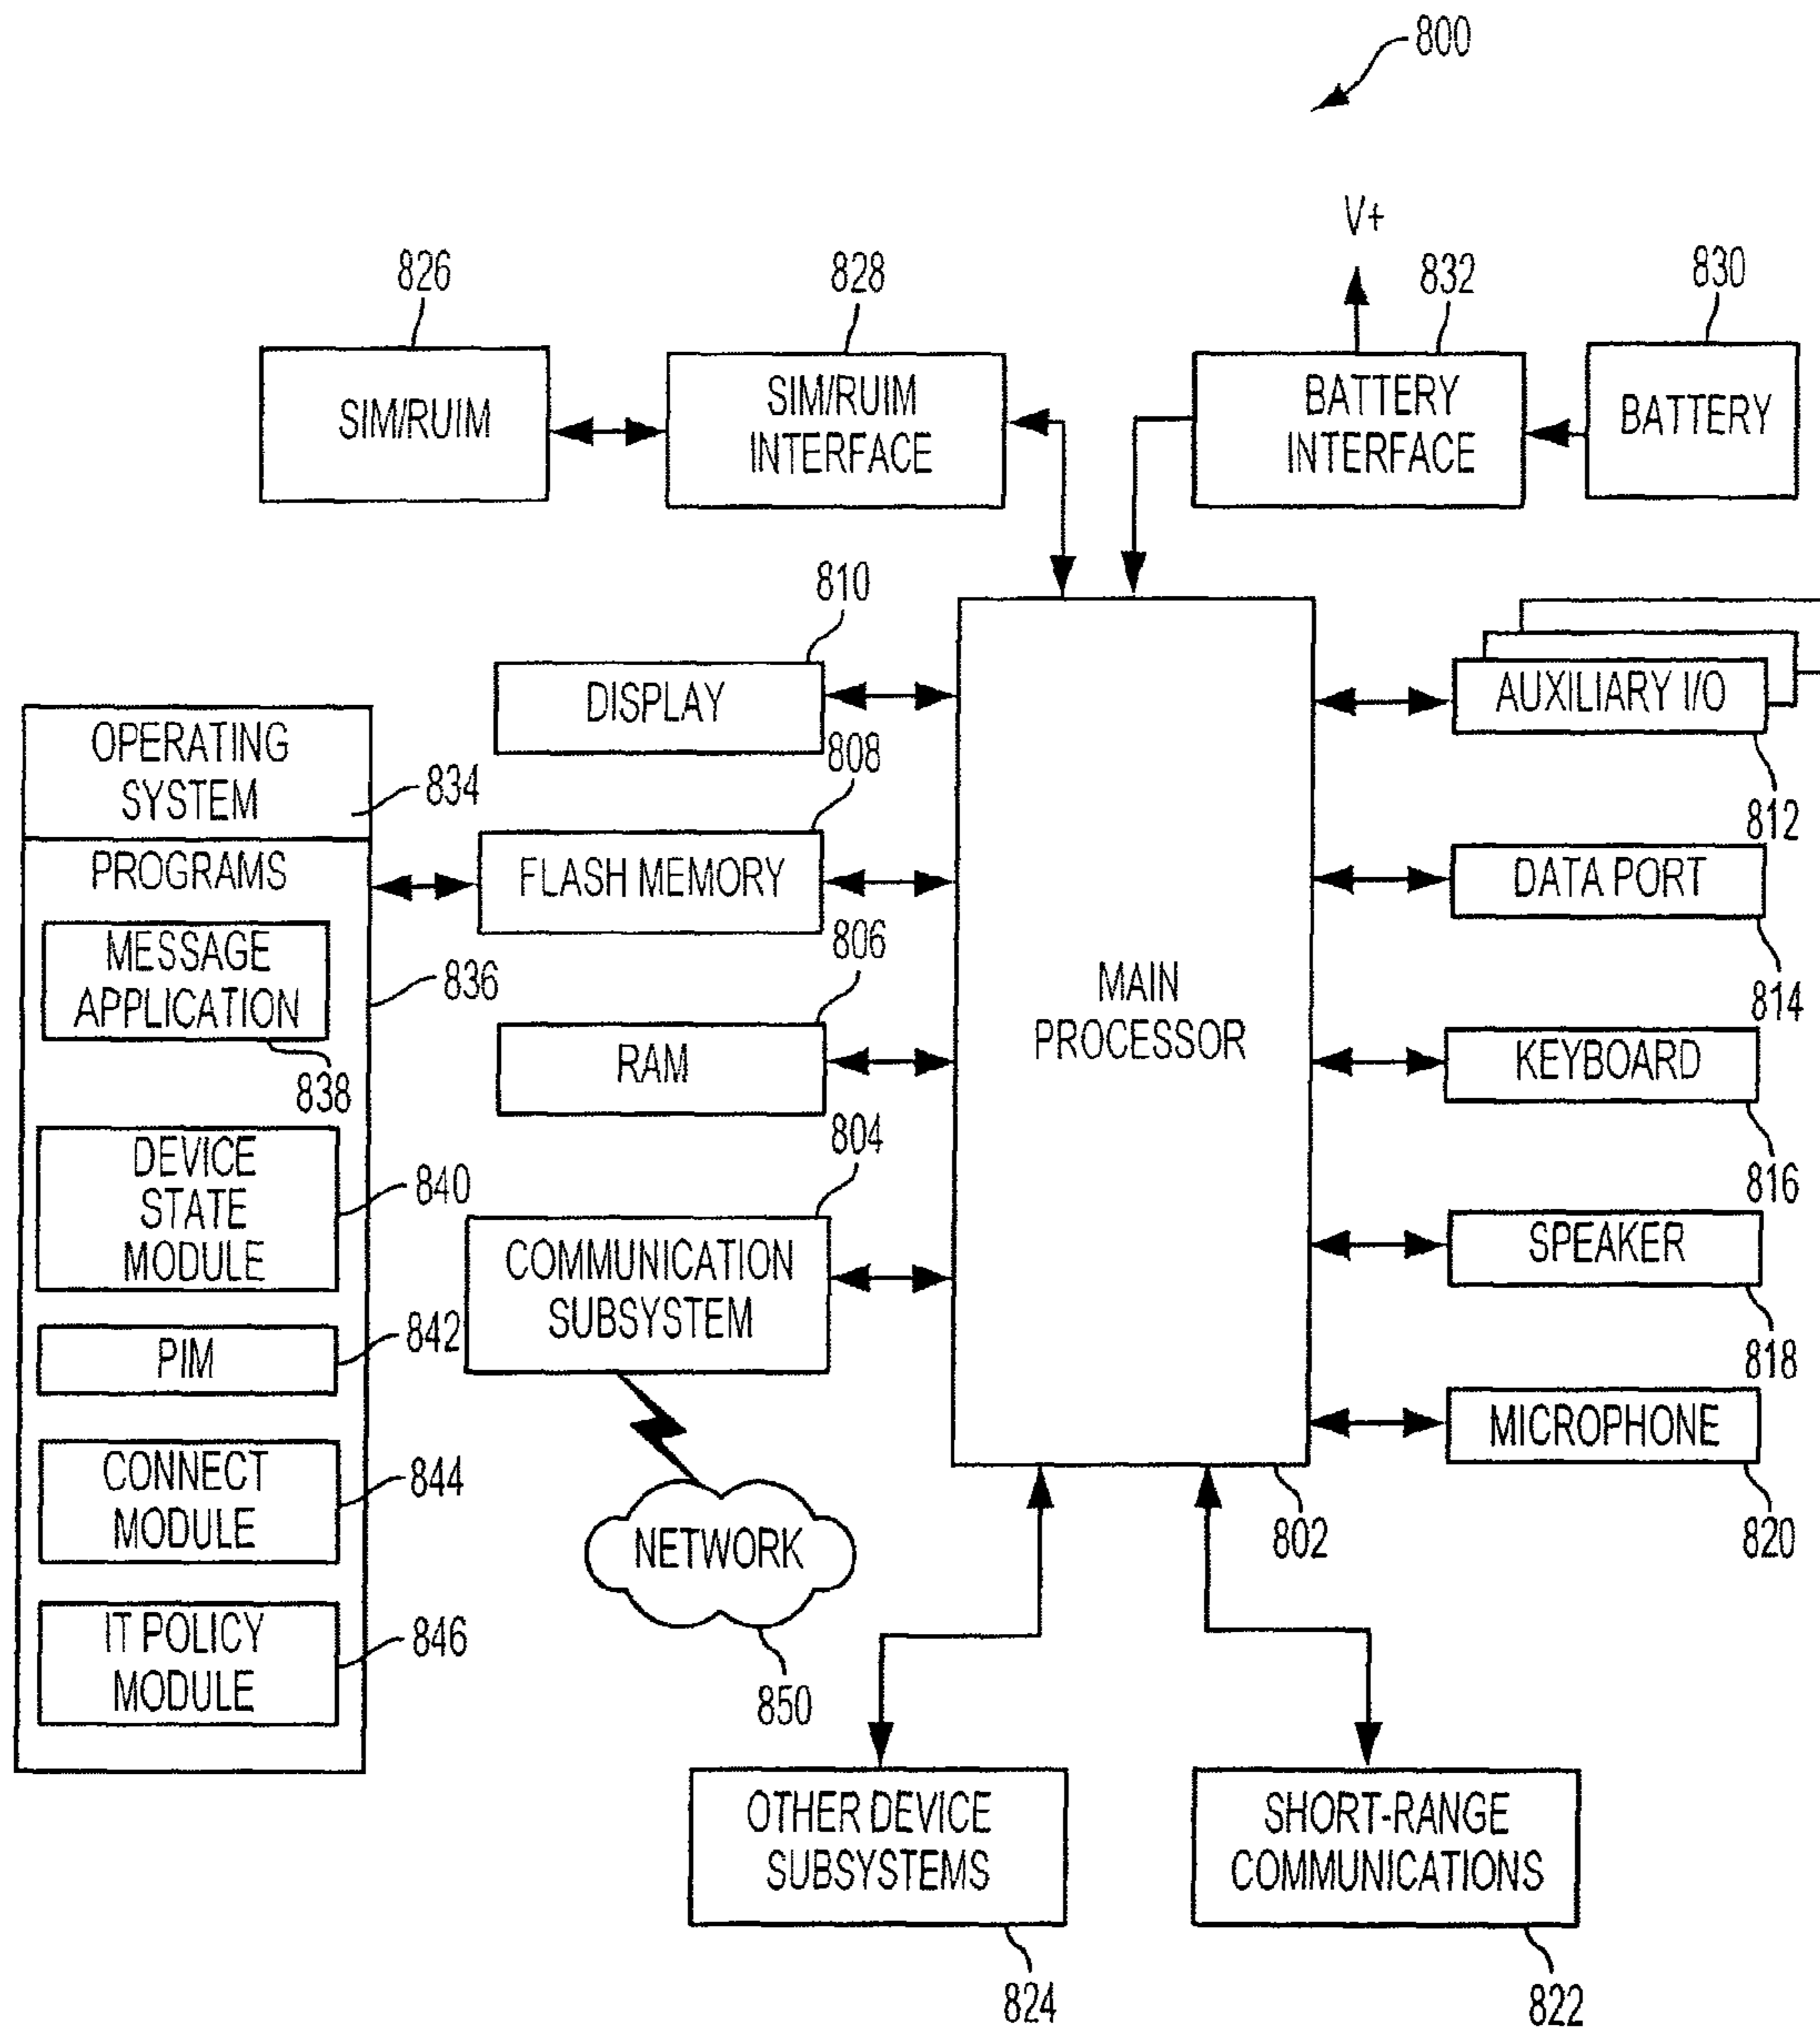 800
V+
826
828
832
830
SIM/RUIM
SIM/RUIM
INTERFACE
BATTERY
INTERFACE
BATTERY
810
DISPLAY
808
FLASH MEMORY
806
RAM
804
COMMUNICATION
SUBSYSTEM
OPERATING
SYSTEM
834
PROGRAMS
836
MESSAGE
APPLICATION
838
DEVICE
STATE
MODULE
840
PIM
842
CONNECT
MODULE
844
IT POLICY
MODULE
846
NETWORK
850
MAIN
PROCESSOR
802
AUXILIARY I/O
812
DATA PORT
814
KEYBOARD
816
SPEAKER
818
MICROPHONE
820
OTHER DEVICE
SUBSYSTEMS
824
SHORT-RANGE
COMMUNICATIONS
822